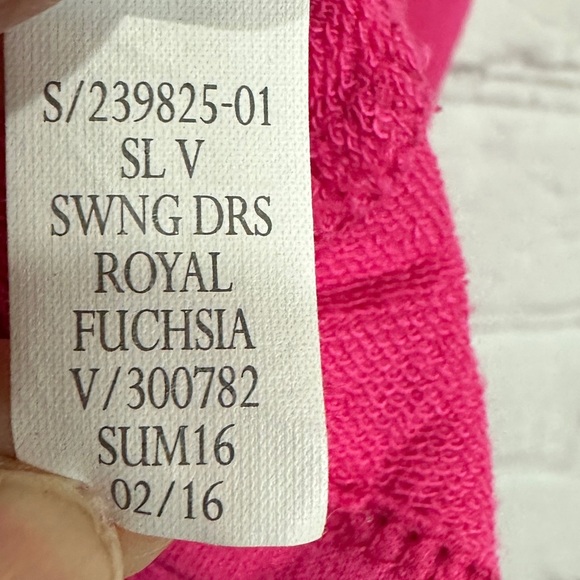 S/239825-01
SL V
SWNG DRS
ROYAL
FUCHSIA
V/300782
SUM16
02/16